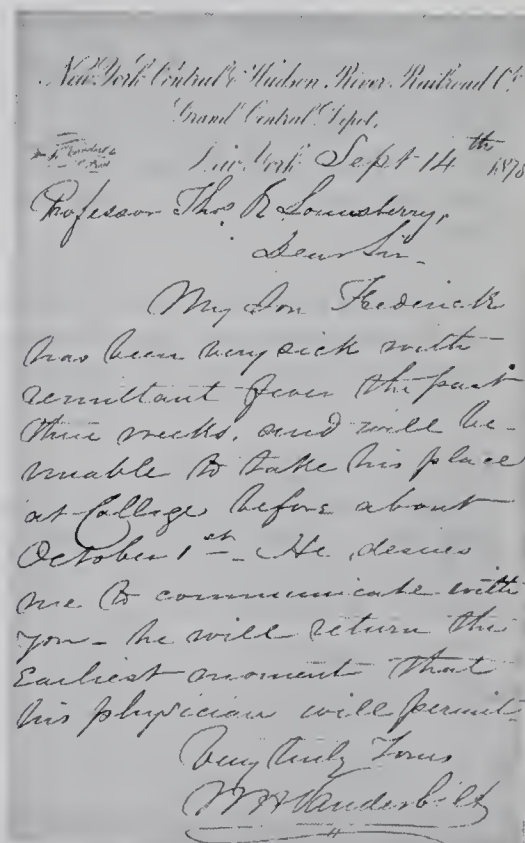 New York Central & Hudson River Railroad Co.
Grand Central Depot,
New York Sept 14th 1875
Professor Thos R Lounsberry,
Dear Sir -
My son Frederick
has been very sick with
remittant fever the past
three weeks, and will be
unable to take his place
at College before about
October 1st - He desires
me to communicate with
you - he will return the
Earliest moment that
his physician will permit -
Very truly Yours
W H Vanderbilt